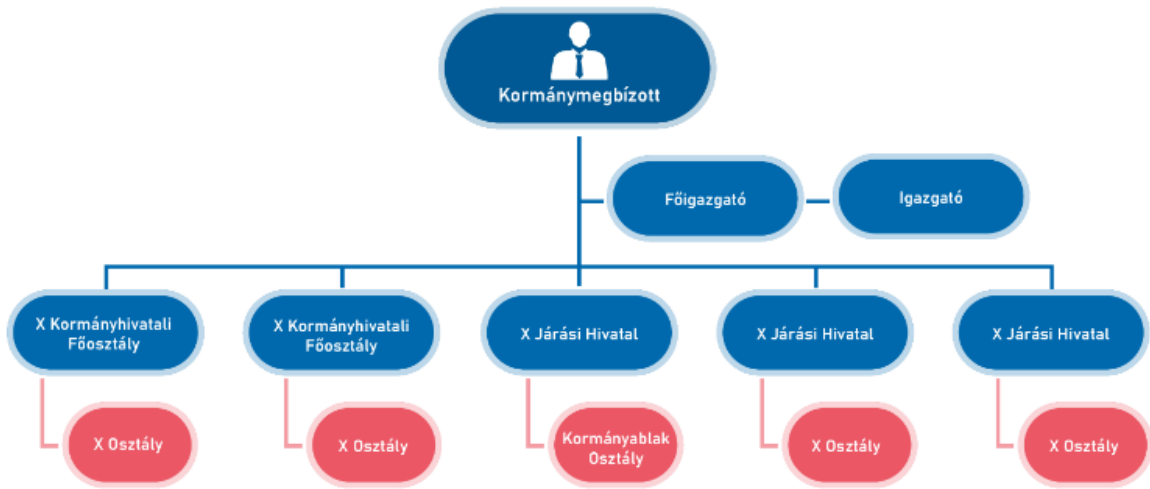 Kormánymegbízott
Főigazgató
Igazgató
X Kormányhivatali
Főosztály
X Kormányhivatali
Főosztály
X Járási Hivatal
X Járási Hivatal
X Járási Hivatal
X Osztály
X Osztály
Kormányablak
Osztály
X Osztály
X Osztály